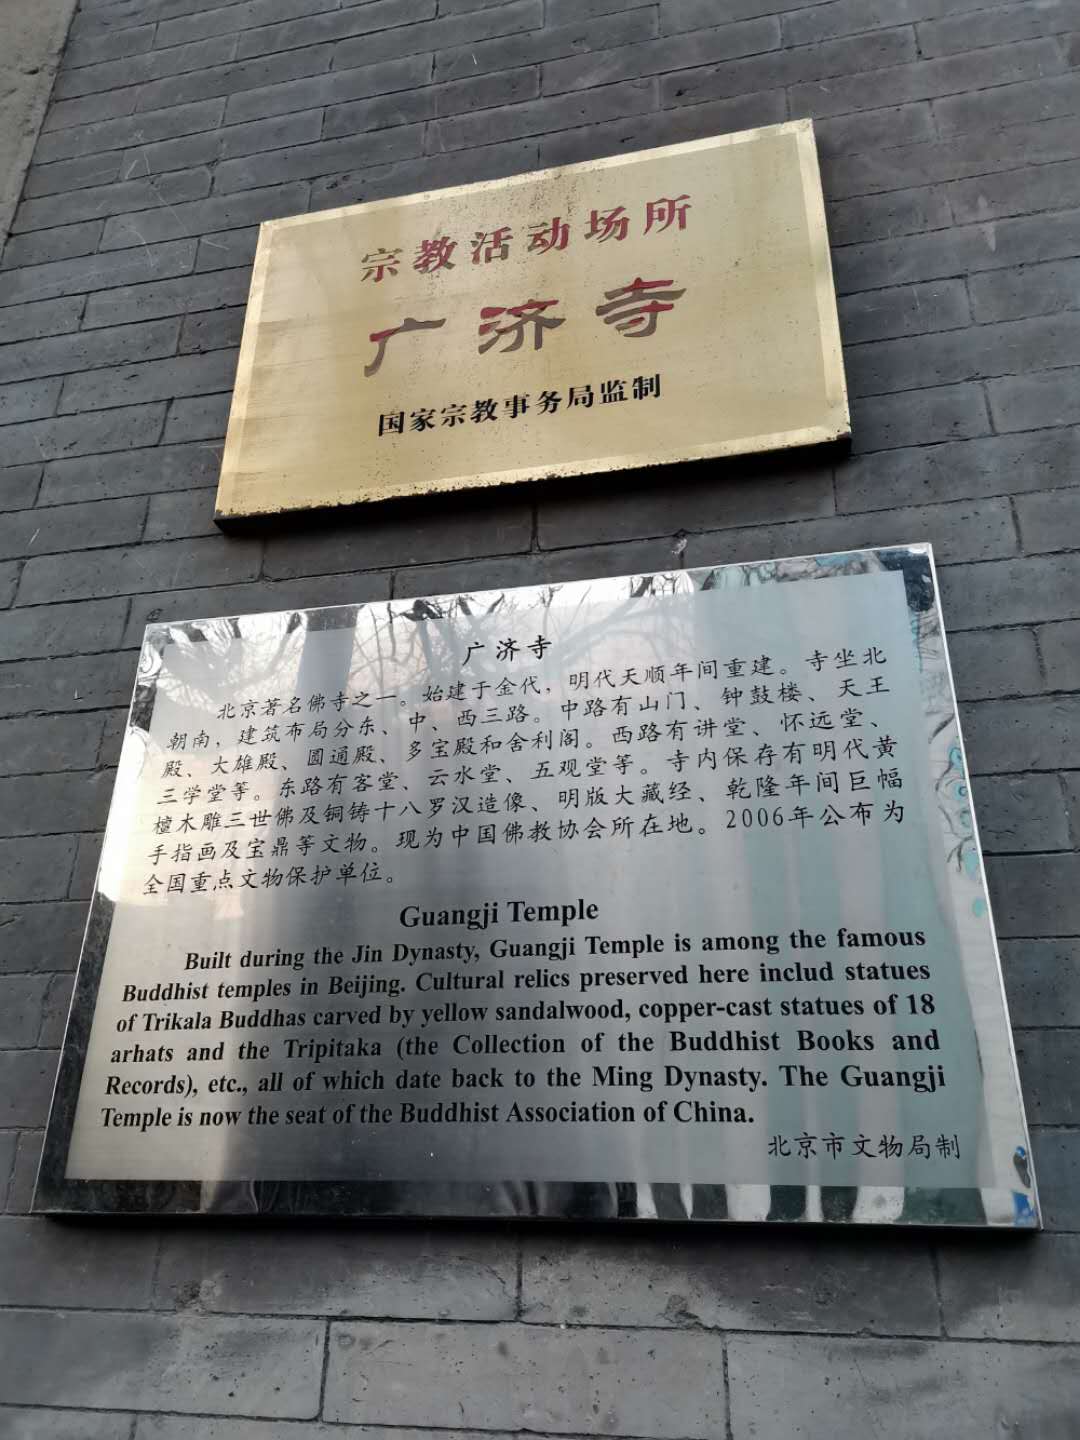 宗教活动场所
广济寺
国家宗教事务局监制
广济寺
北京著名佛寺之一。始建于金代，明代天顺年间重建。寺坐北
朝南，建筑布局分东、中、西三路。中路有山门、钟鼓楼、天王
殿、大雄殿、圆通殿、多宝殿和舍利阁。西路有讲堂、怀远堂、
三学堂等。东路有客堂、云水堂、五观堂等。寺内保存有明代黄
檀木雕三世佛及铜铸十八罗汉造像、明版大藏经、乾隆年间巨幅
手指画及宝鼎等文物。现为中国佛教协会所在地。2006年公布为
全国重点文物保护单位。
Guangji Temple
Built during the Jin Dynasty, Guangji Temple is among the famous
Buddhist temples in Beijing. Cultural relics preserved here includ statues
of Trikala Buddhas carved by yellow sandalwood, copper-cast statues of 18
arhats and the Tripitaka (the Collection of the Buddhist Books and
Records), etc., all of which date back to the Ming Dynasty. The Guangji
Temple is now the seat of the Buddhist Association of China.
北京市文物局制